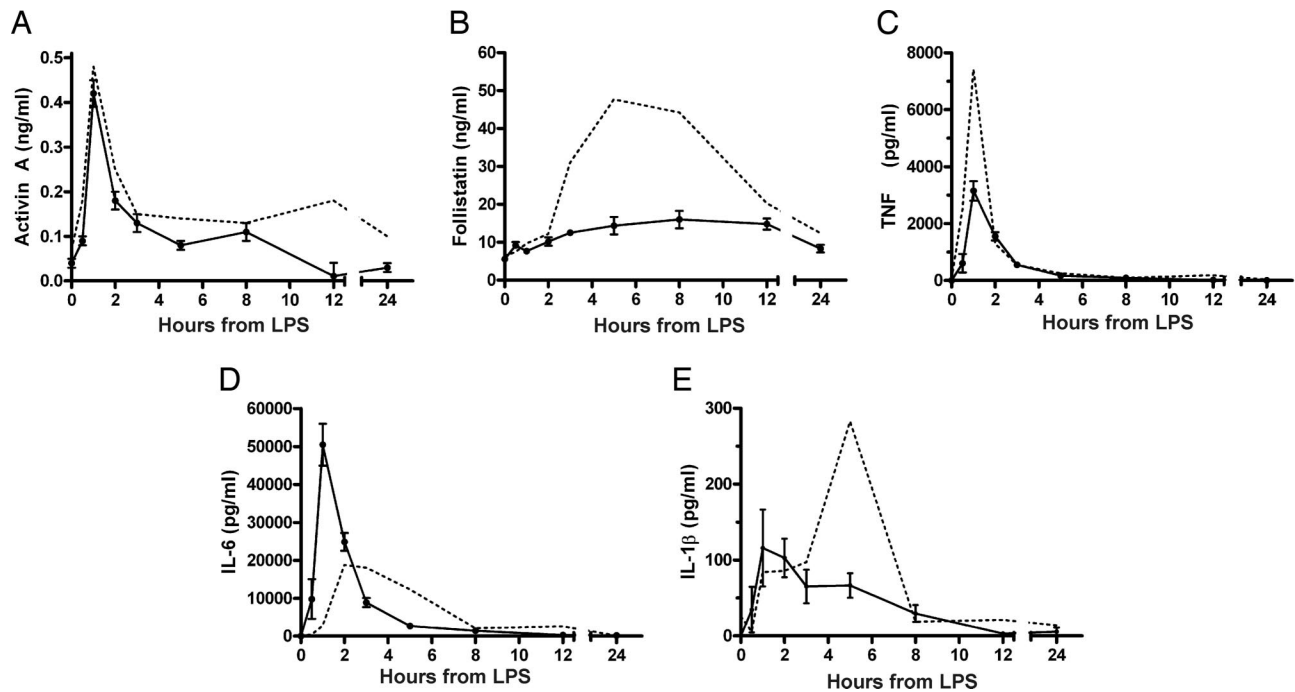 A
Activin A (ng/ml)
0.5
0.4
0.3
0.2
0.1
0.0
0 2 4 6 8 10 12 24
Hours from LPS
B
Follistatin (ng/ml)
60
50
40
30
20
10
0
0 2 4 6 8 10 12 24
Hours from LPS
C
TNF (pg/ml)
8000
6000
4000
2000
0
0 2 4 6 8 10 12 24
Hours from LPS
D
IL-6 (pg/ml)
60000
50000
40000
30000
20000
10000
0
0 2 4 6 8 10 12 24
Hours from LPS
E
IL-1β (pg/ml)
300
200
100
0
0 2 4 6 8 10 12 24
Hours from LPS